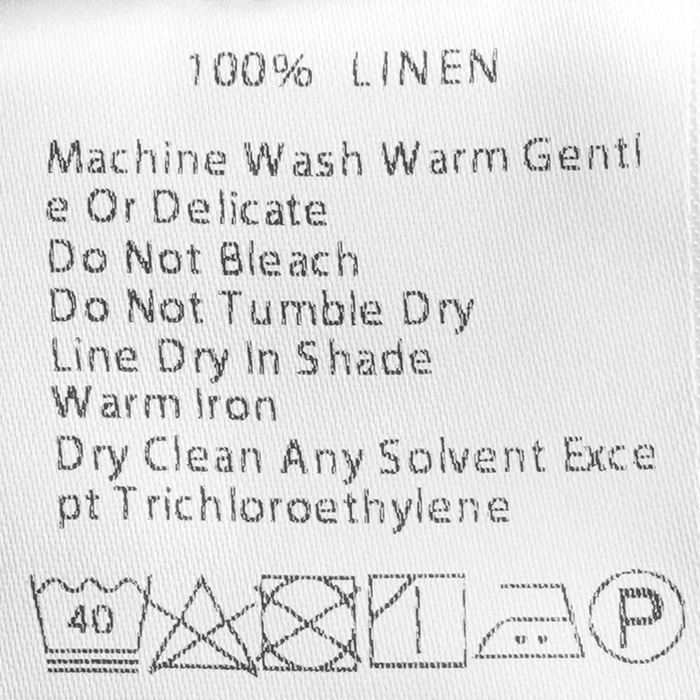 100% LINEN
Machine Wash Warm Gentl
e Or Delicate
Do Not Bleach
Do Not Tumble Dry
Line Dry In Shade
Warm Iron
Dry Clean Any Solvent Exce
pt Trichloroethylene
40 P